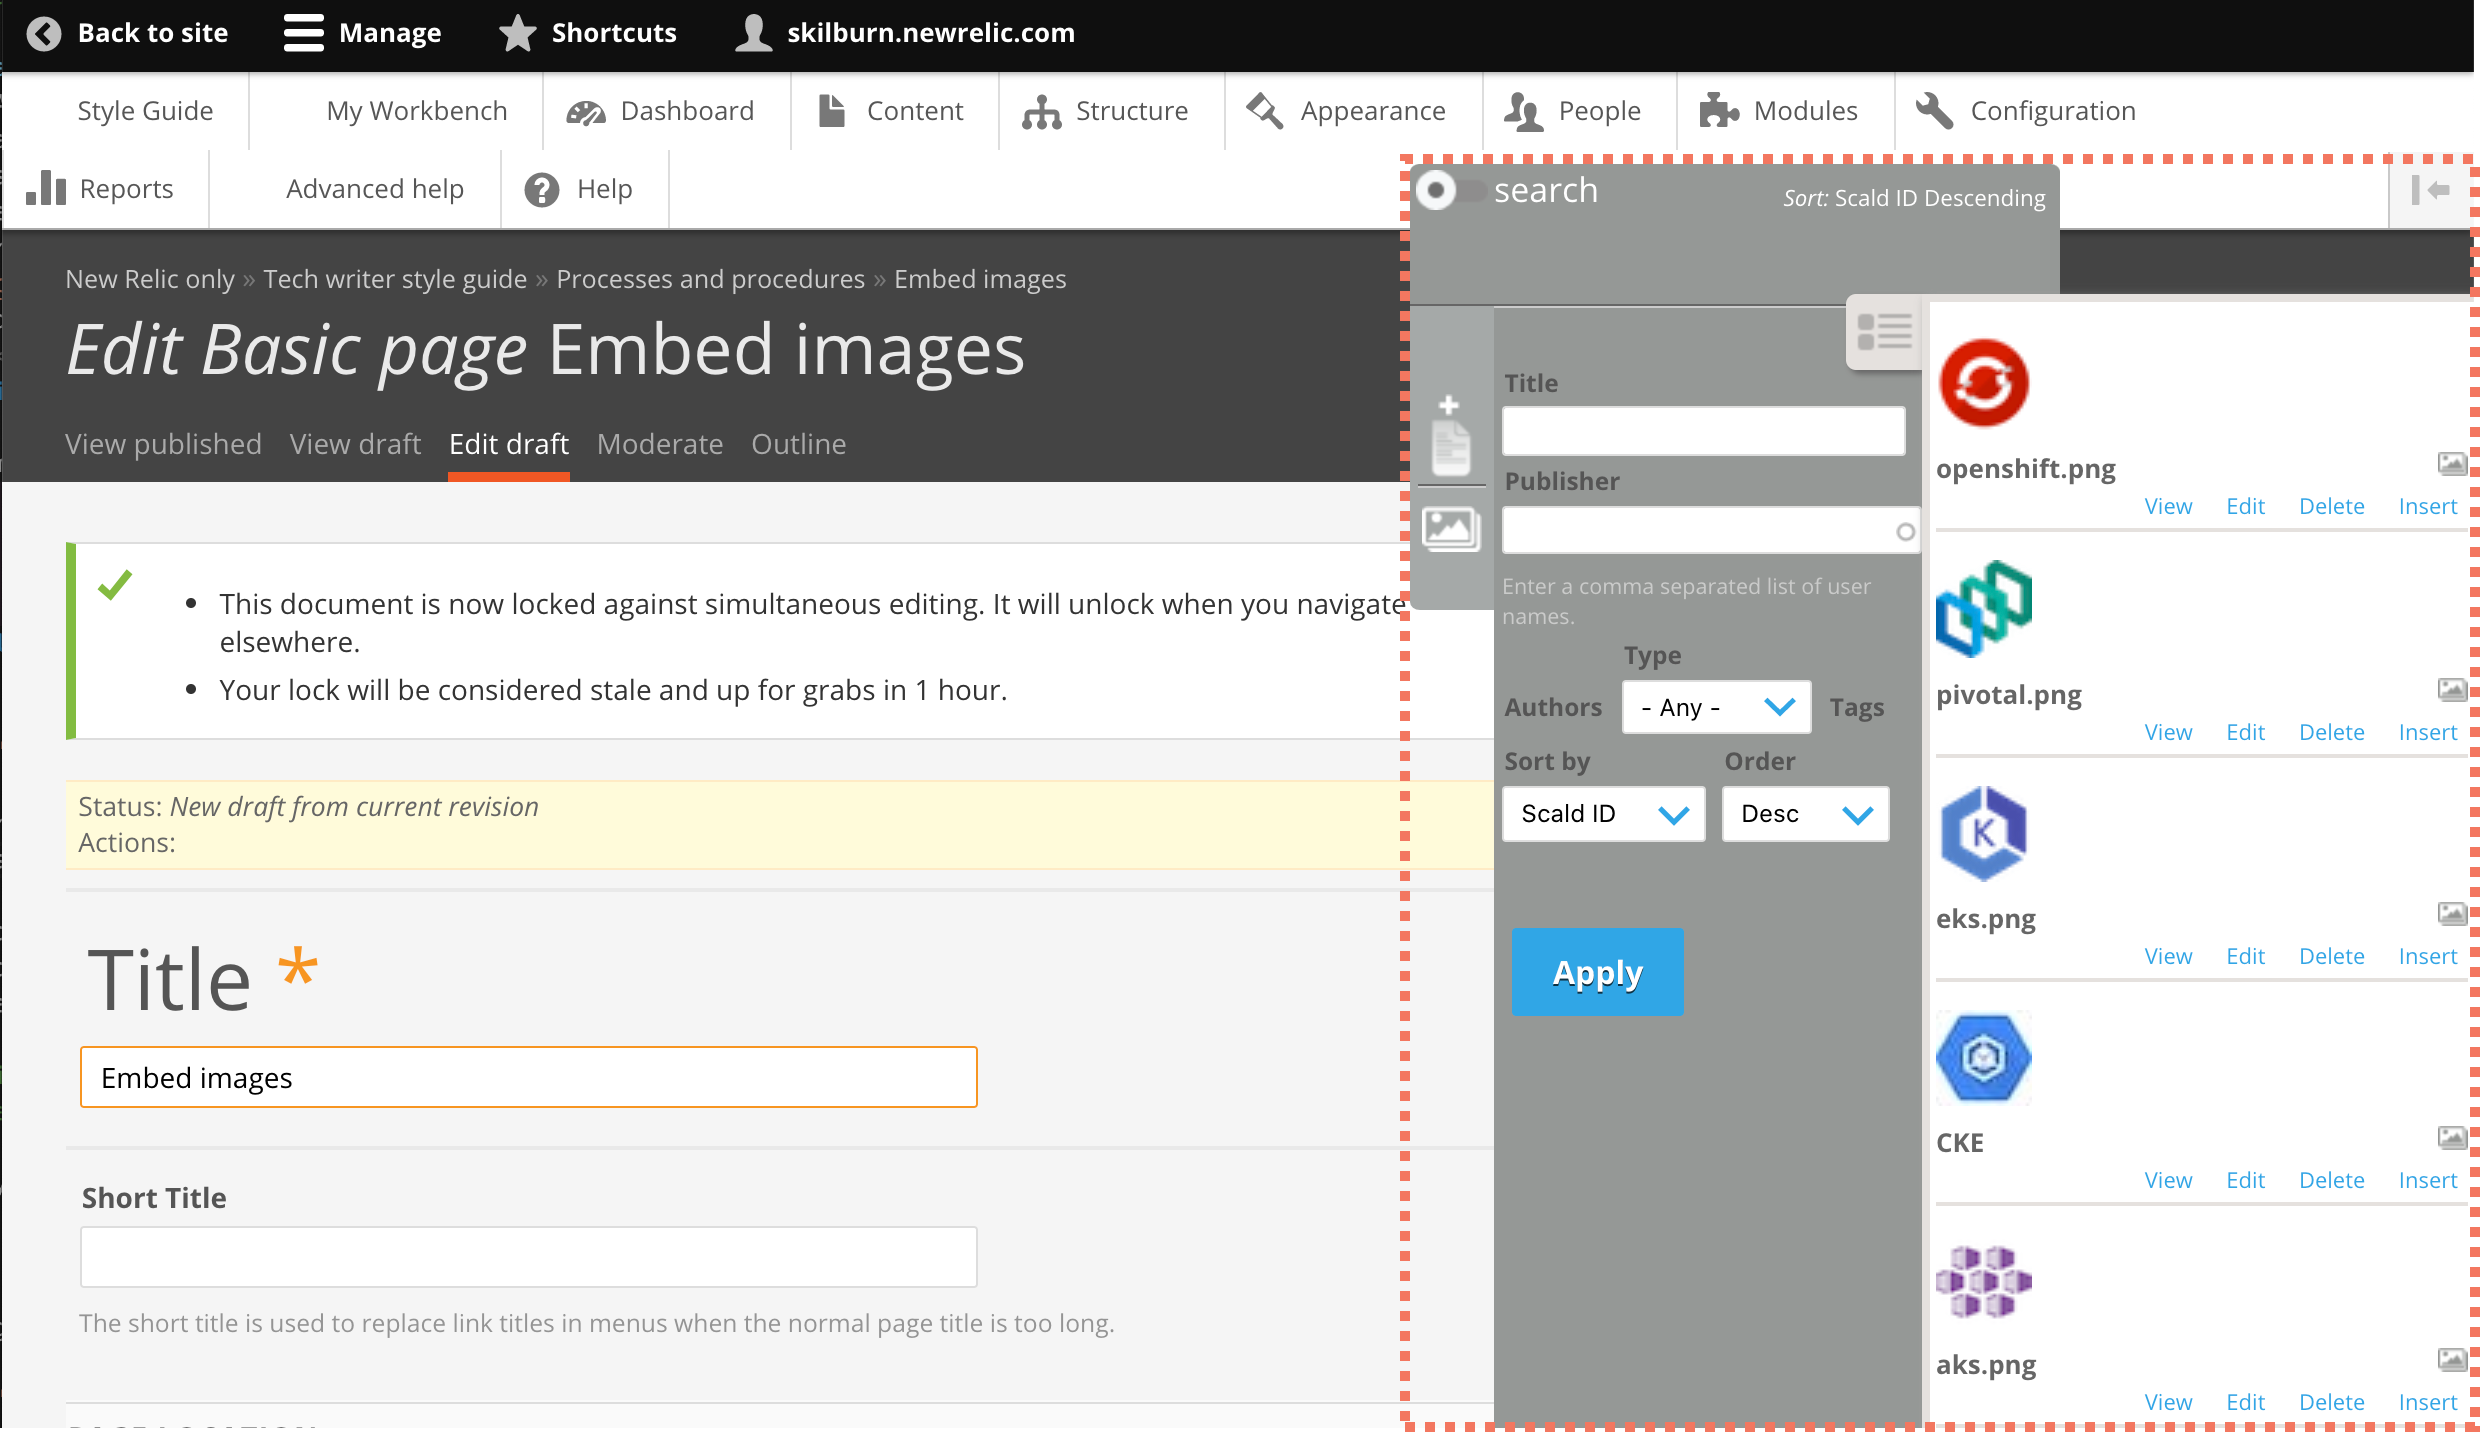 Back to site Manage Shortcuts skilburn.newrelic.com
Style Guide My Workbench Dashboard Content Structure Appearance People Modules Configuration
Reports Advanced help Help
New Relic only » Tech writer style guide » Processes and procedures » Embed images
Edit Basic page Embed images
View published View draft Edit draft Moderate Outline
This document is now locked against simultaneous editing. It will unlock when you navigate
elsewhere.
Your lock will be considered stale and up for grabs in 1 hour.
Status: New draft from current revision
Actions:
Title *
Embed images
Short Title
The short title is used to replace link titles in menus when the normal page title is too long.
search Sort: Scald ID Descending
Title
Publisher
Enter a comma separated list of user
names.
Type
Authors - Any - Tags
Sort by Order
Scald ID Desc
Apply
openshift.png
View Edit Delete Insert
pivotal.png
View Edit Delete Insert
K
eks.png
View Edit Delete Insert
CKE
View Edit Delete Insert
aks.png
View Edit Delete Insert